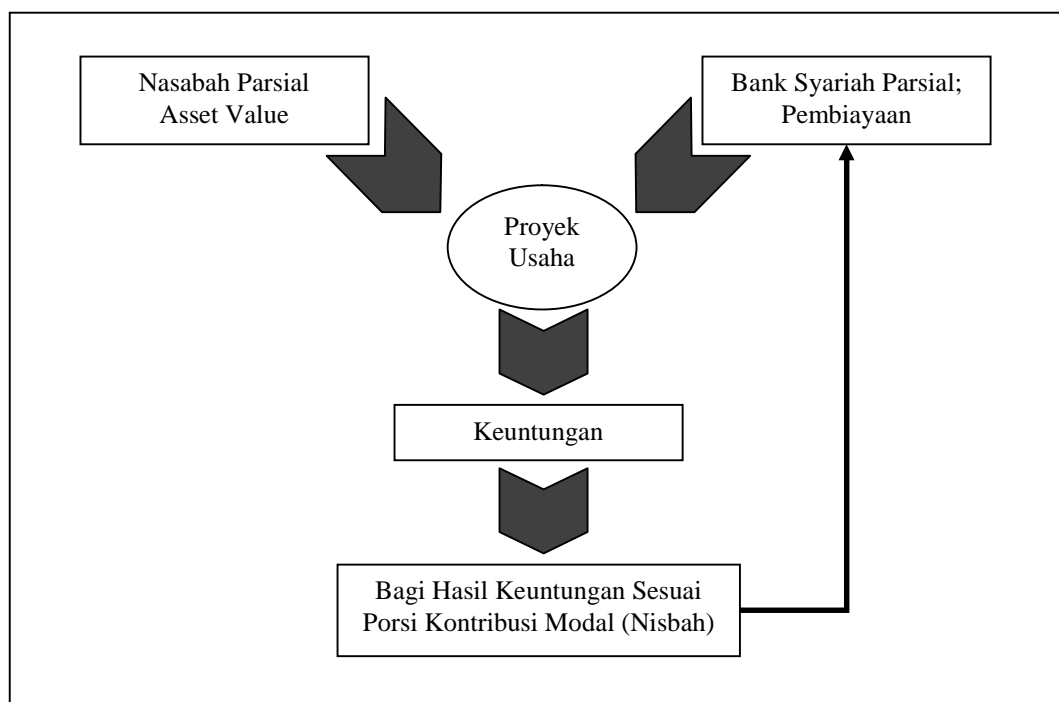 Nasabah Parsial
Asset Value
Bank Syariah Parsial;
Pembiayaan
Proyek
Usaha
Keuntungan
Bagi Hasil Keuntungan Sesuai
Porsi Kontribusi Modal (Nisbah)